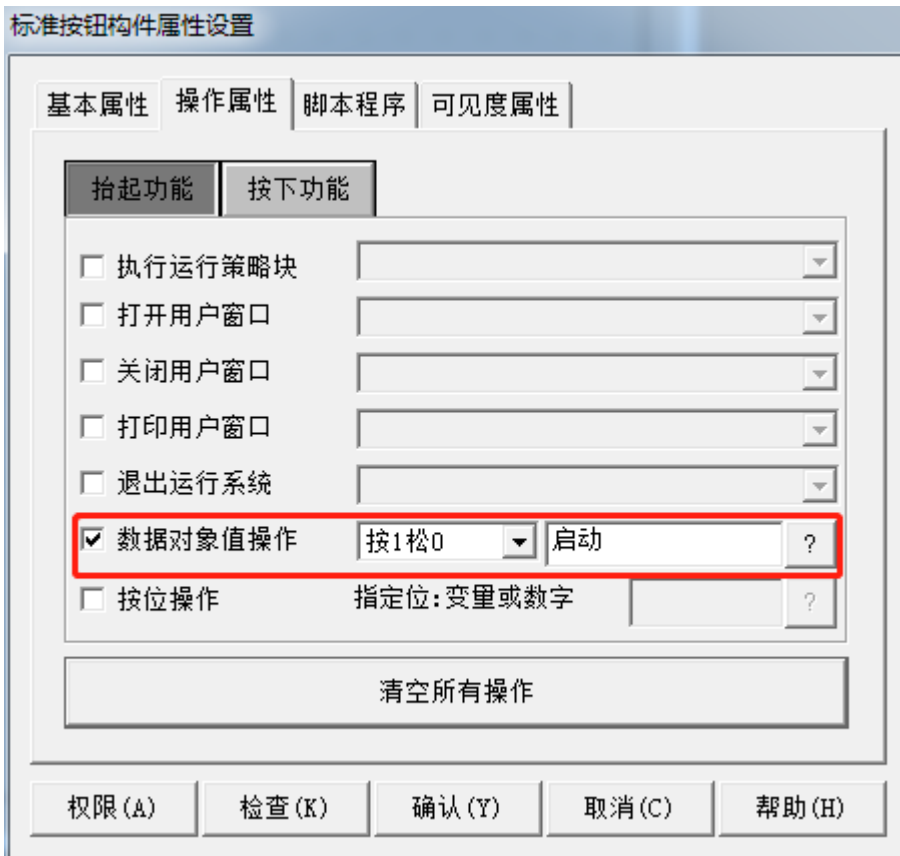 标准按钮构件属性设置
基本属性 操作属性 脚本程序 可见度属性
抬起功能 按下功能
执行运行策略块
打开用户窗口
关闭用户窗口
打印用户窗口
退出运行系统
数据对象值操作 按1松0 启动 ?
按位操作 指定位:变量或数字 ?
清空所有操作
权限(A) 检查(K) 确认(Y) 取消(C) 帮助(H)